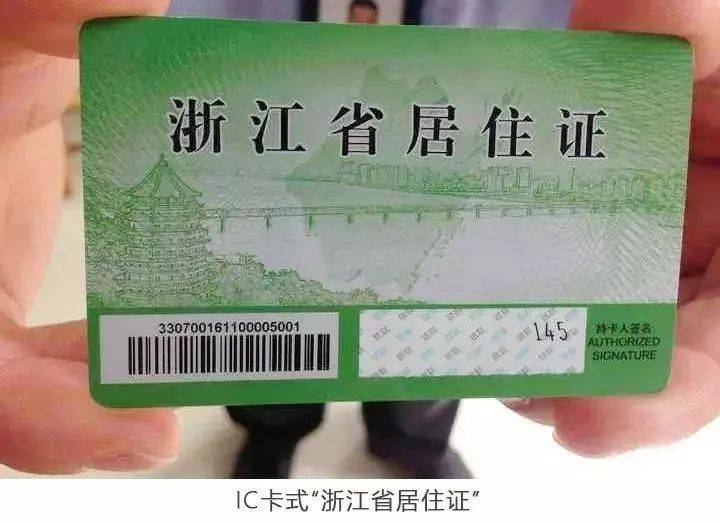 浙江省居住证
330700161100005001
145
持卡人签名
AUTHORIZED
SIGNATURE
IC卡式“浙江省居住证”